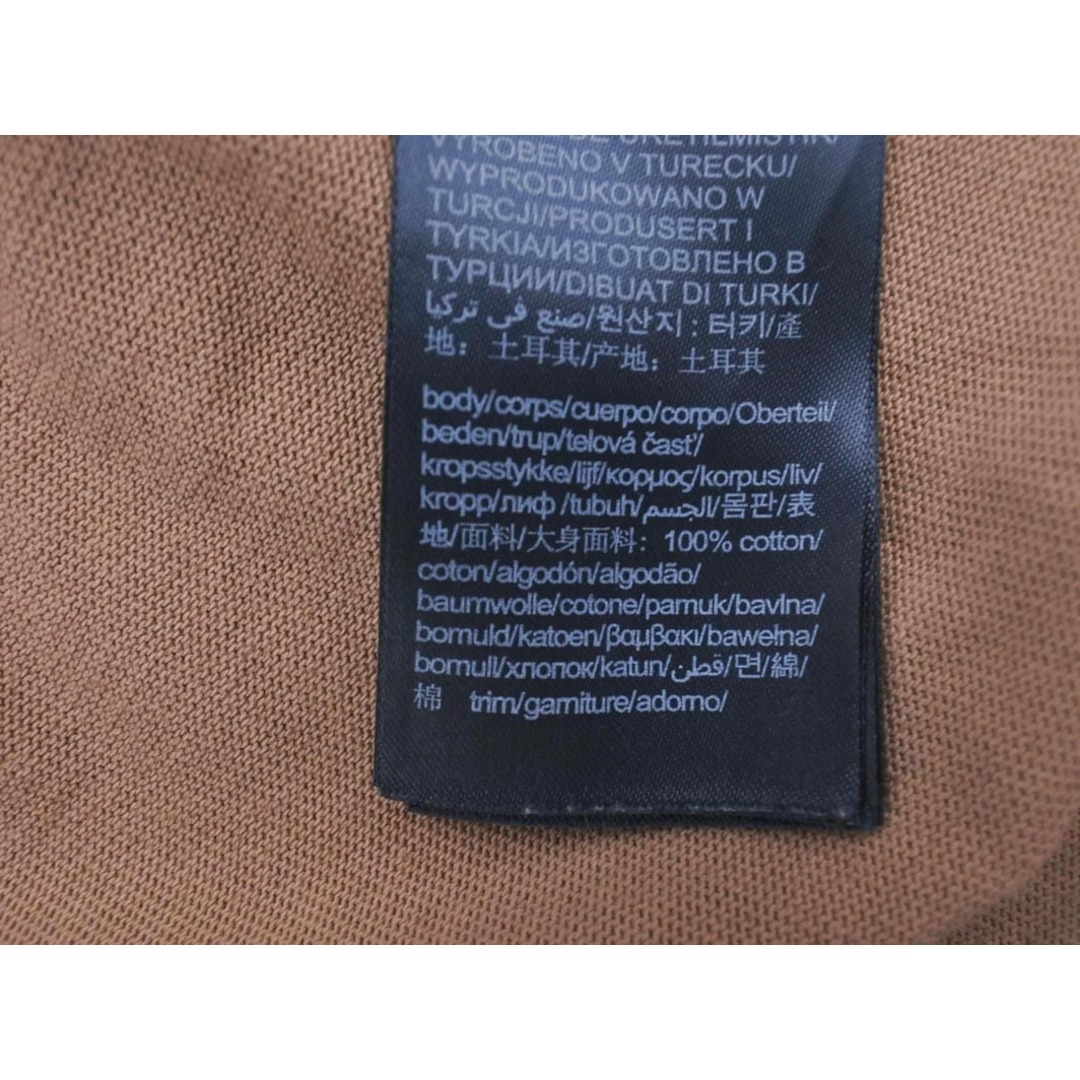 VYROBENO V TURECKU/
WYPRODUKOWANO W
TURCJI/PRODUSERT I
TYRKIA/ИЗГОТОВЛЕНО В
ТУРЦИИ/DIBUAT DI TURKI/
صنع في تركيا/원산지 : 터키/產
地：土耳其/产地：土耳其
body/corps/cuerpo/corpo/Oberteil/
beden/trup/telová časť/
kropsstykke/lijf/κορμος/korpus/liv/
kropp/лиф /tubuh/الجسم/몸판/表
地/面料/大身面料: 100% cotton/
coton/algodón/algodão/
baumwolle/cotone/pamuk/bavlna/
bomuld/katoen/βαμβακι/bawełna/
bomull/хлопок/katun/قطن/면/綿/
棉 trim/garniture/adorno/